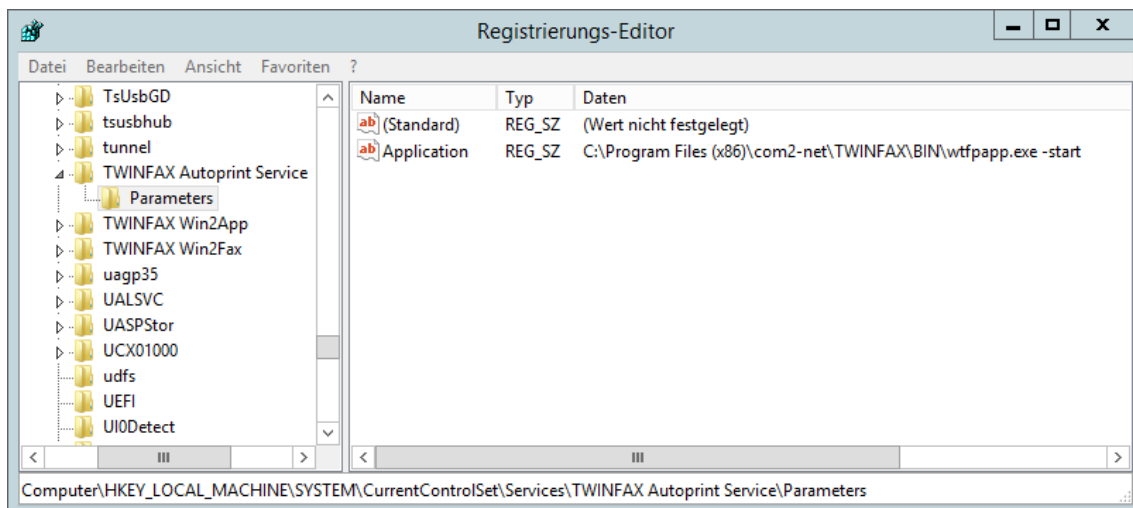 Registrierungs-Editor
Datei Bearbeiten Ansicht Favoriten ?
TsUsbGD
tsusbhub
tunnel
TWINFAX Autoprint Service
Parameters
TWINFAX Win2App
TWINFAX Win2Fax
uagp35
UALSVC
UASPStor
UCX01000
udfs
UEFI
UI0Detect
Name Typ Daten
ab (Standard) REG_SZ (Wert nicht festgelegt)
ab Application REG_SZ C:\Program Files (x86)\com2-net\TWINFAX\BIN\wtfpapp.exe -start
Computer\HKEY_LOCAL_MACHINE\SYSTEM\CurrentControlSet\Services\TWINFAX Autoprint Service\Parameters